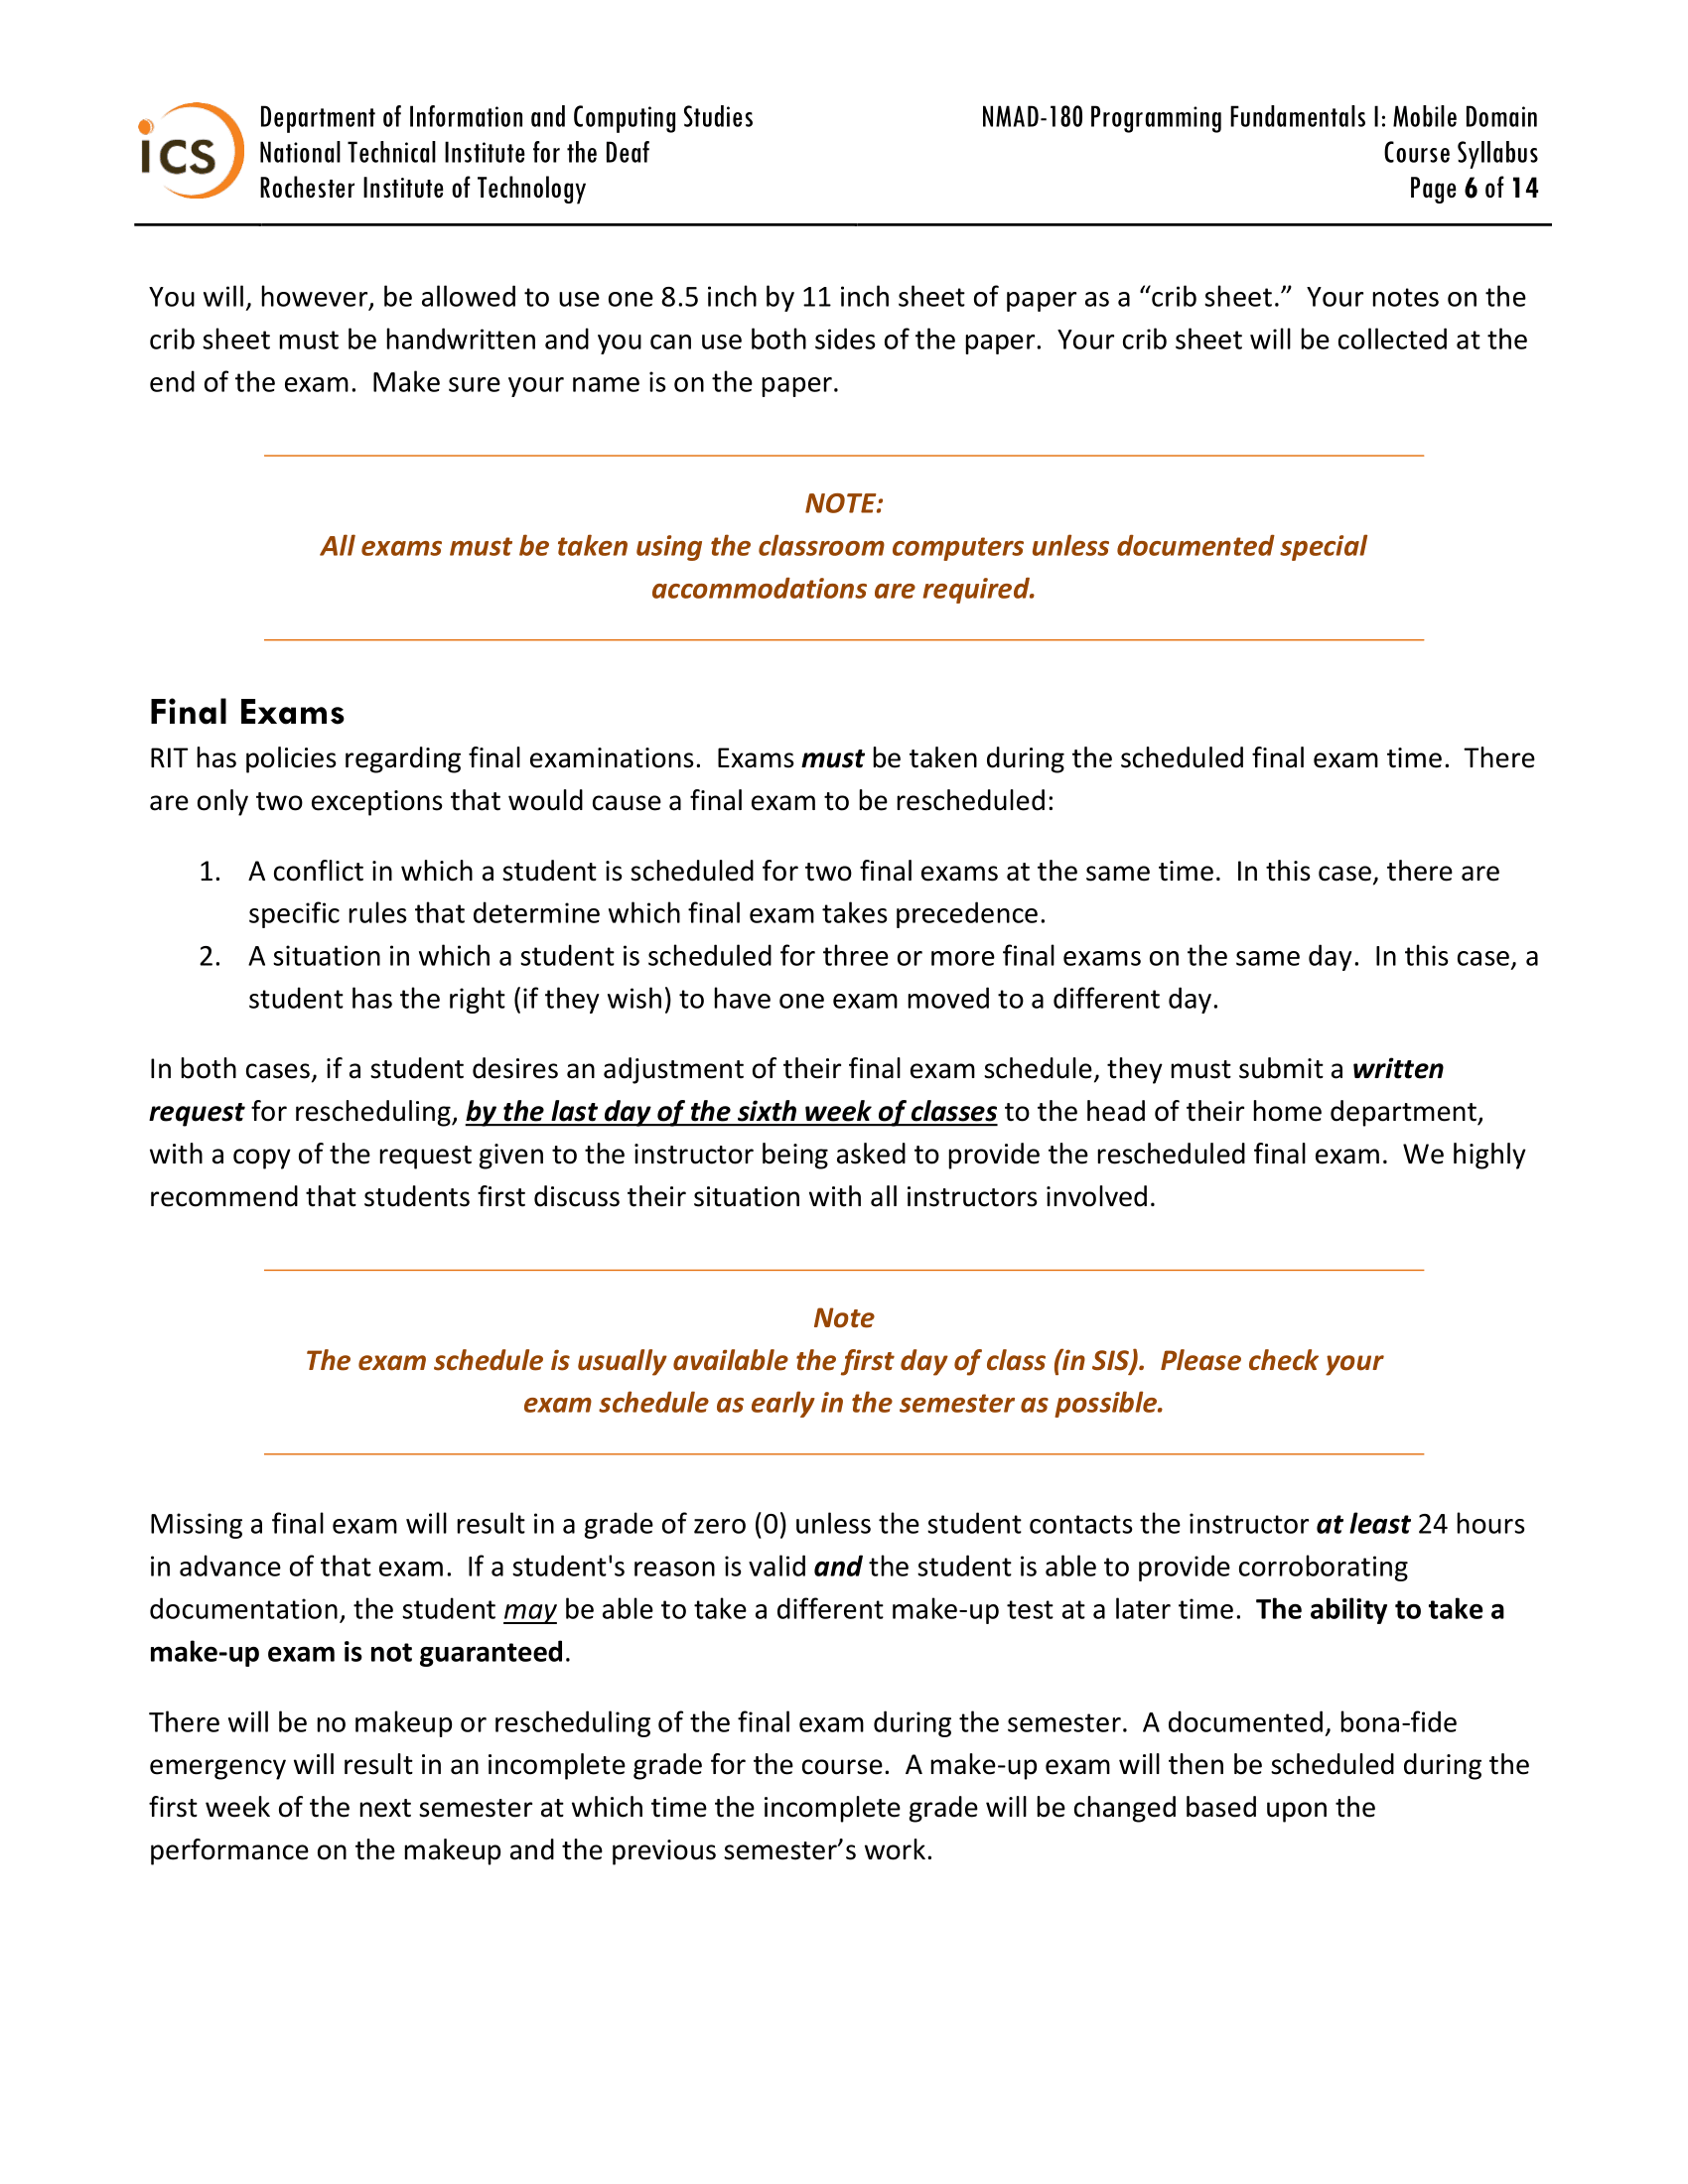 ics
Department of Information and Computing Studies
National Technical Institute for the Deaf
Rochester Institute of Technology
NMAD-180 Programming Fundamentals I: Mobile Domain
Course Syllabus
Page 6 of 14
You will, however, be allowed to use one 8.5 inch by 11 inch sheet of paper as a “crib sheet.”  Your notes on the
crib sheet must be handwritten and you can use both sides of the paper.  Your crib sheet will be collected at the
end of the exam.  Make sure your name is on the paper.
NOTE:
All exams must be taken using the classroom computers unless documented special
accommodations are required.
Final Exams
RIT has policies regarding final examinations.  Exams must be taken during the scheduled final exam time.  There
are only two exceptions that would cause a final exam to be rescheduled:
1. A conflict in which a student is scheduled for two final exams at the same time.  In this case, there are
specific rules that determine which final exam takes precedence.
2. A situation in which a student is scheduled for three or more final exams on the same day.  In this case, a
student has the right (if they wish) to have one exam moved to a different day.
In both cases, if a student desires an adjustment of their final exam schedule, they must submit a written
request for rescheduling, by the last day of the sixth week of classes to the head of their home department,
with a copy of the request given to the instructor being asked to provide the rescheduled final exam.  We highly
recommend that students first discuss their situation with all instructors involved.
Note
The exam schedule is usually available the first day of class (in SIS).  Please check your
exam schedule as early in the semester as possible.
Missing a final exam will result in a grade of zero (0) unless the student contacts the instructor at least 24 hours
in advance of that exam.  If a student's reason is valid and the student is able to provide corroborating
documentation, the student may be able to take a different make-up test at a later time.  The ability to take a
make-up exam is not guaranteed.
There will be no makeup or rescheduling of the final exam during the semester.  A documented, bona-fide
emergency will result in an incomplete grade for the course.  A make-up exam will then be scheduled during the
first week of the next semester at which time the incomplete grade will be changed based upon the
performance on the makeup and the previous semester’s work.